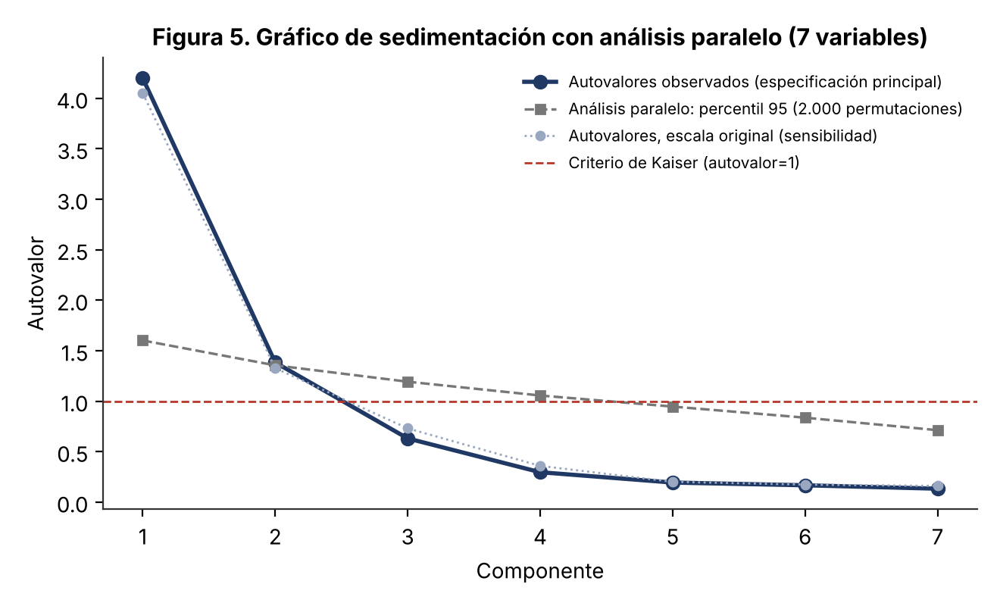 Figura 5. Gráfico de sedimentación con análisis paralelo (7 variables)
Autovalores observados (especificación principal)
Análisis paralelo: percentil 95 (2.000 permutaciones)
Autovalores, escala original (sensibilidad)
Criterio de Kaiser (autovalor=1)
Autovalor
4.0
3.5
3.0
2.5
2.0
1.5
1.0
0.5
0.0
1 2 3 4 5 6 7
Componente